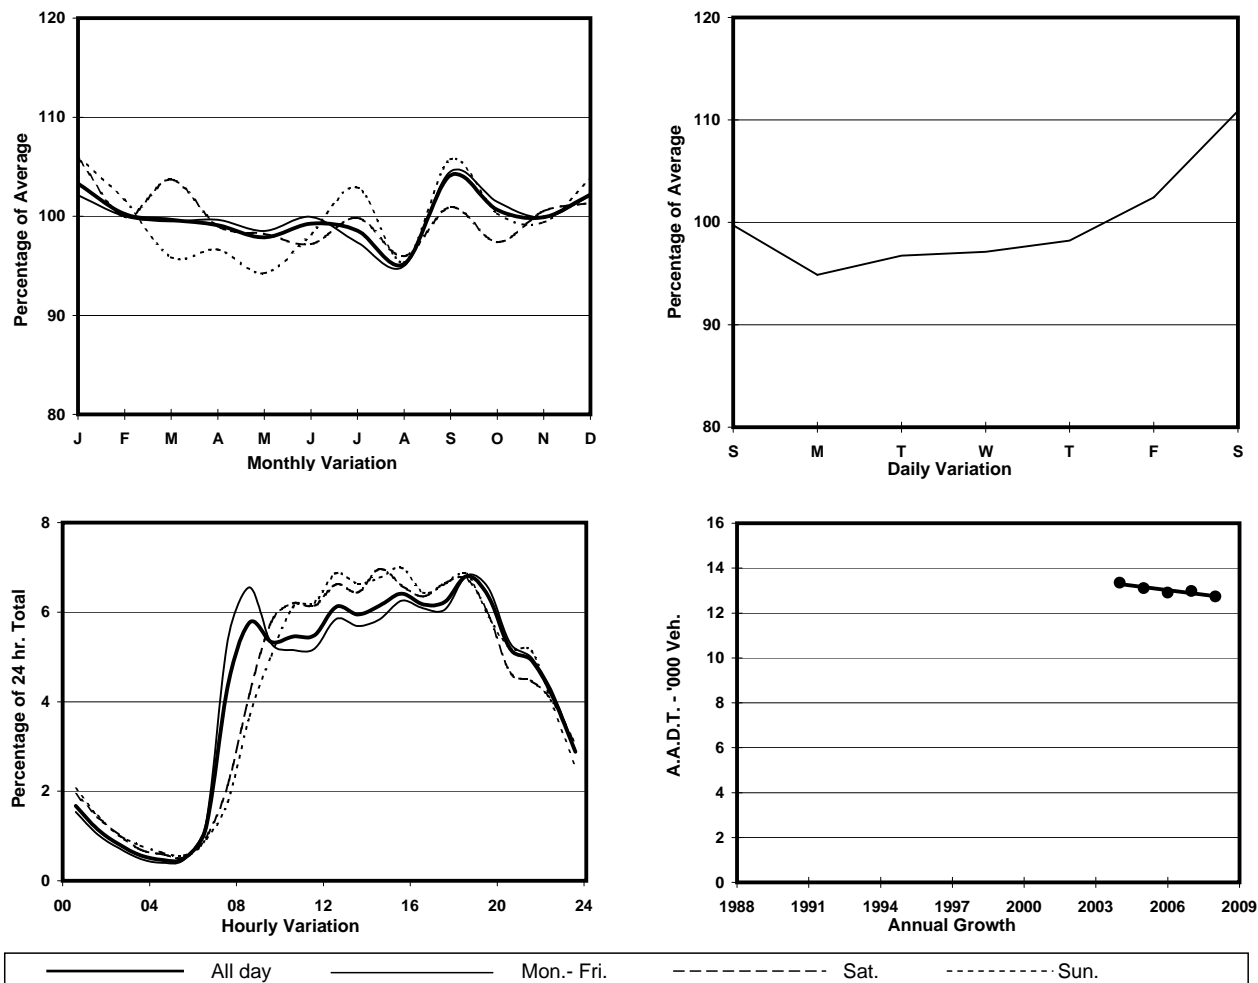 120
110
100
90
80
Percentage of Average
J F M A M J J A S O N D
Monthly Variation
120
110
100
90
80
Percentage of Average
S M T W T F S
Daily Variation
8
6
4
2
0
Percentage of 24 hr. Total
00 04 08 12 16 20 24
Hourly Variation
16
14
12
10
8
6
4
2
0
A.A.D.T. - '000 Veh.
1988 1991 1994 1997 2000 2003 2006 2009
Annual Growth
All day Mon.- Fri. Sat. Sun.